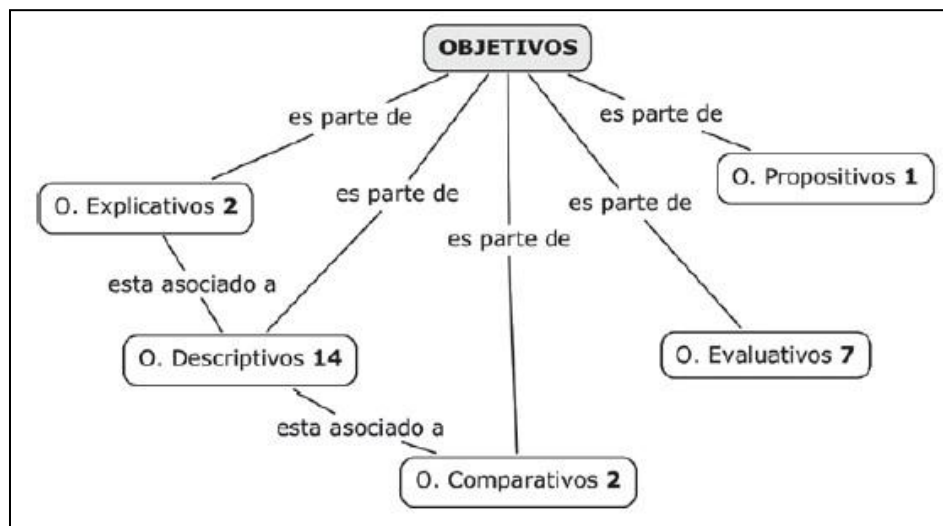 OBJETIVOS
es parte de
es parte de
O. Propositivos 1
O. Explicativos 2
es parte de
es parte de
es parte de
esta asociado a
O. Descriptivos 14
O. Evaluativos 7
esta asociado a
O. Comparativos 2